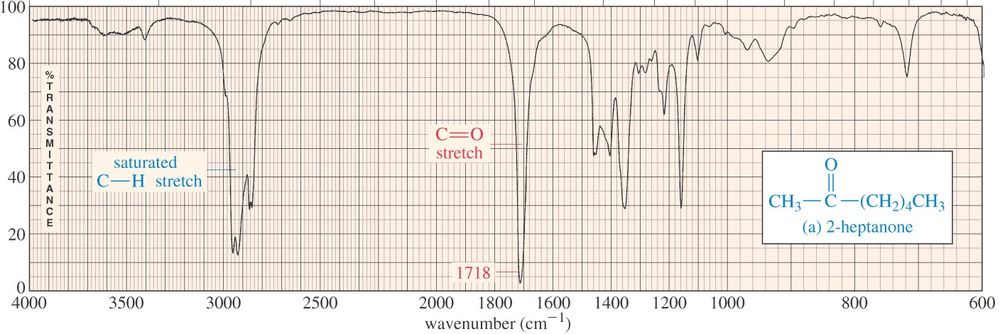 100
80
60
40
20
0
%
T
R
A
N
S
M
I
T
T
A
N
C
E
saturated
C—H stretch
C=O
stretch
1718
O
CH₃—C—(CH₂)₄CH₃
(a) 2-heptanone
4000 3500 3000 2500 2000 1800 1600 1400 1200 1000 800 600
wavenumber (cm⁻¹)